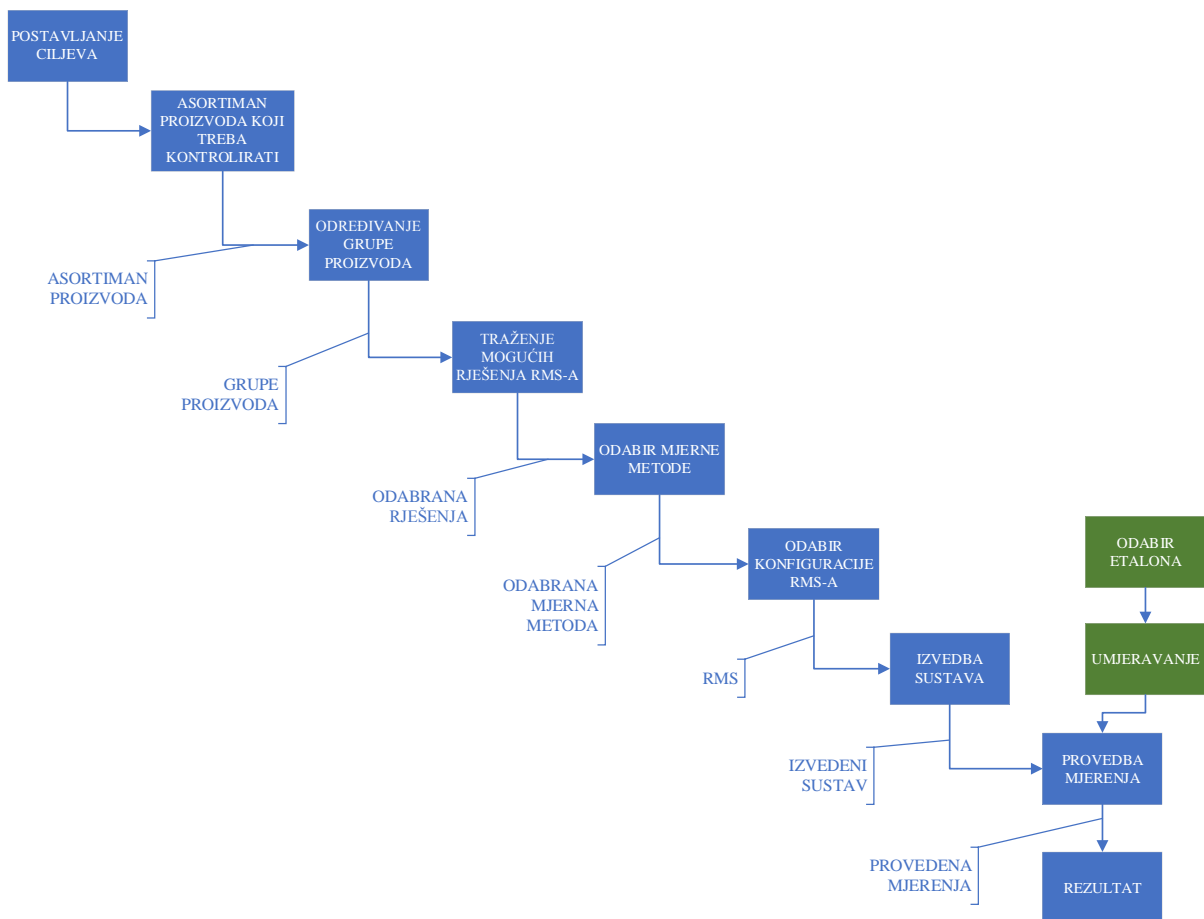 POSTAVLJANJE
CILJEVA
ASORTIMAN
PROIZVODA KOJI
TREBA
KONTROLIRATI
ODREĐIVANJE
GRUPE
PROIZVODA
ASORTIMAN
PROIZVODA
TRAŽENJE
MOGUĆIH
RJEŠENJA RMS-A
GRUPE
PROIZVODA
ODABIR MJERNE
METODE
ODABRANA
RJEŠENJA
ODABIR
KONFIGURACIJE
RMS-A
ODABIR
ETALONA
ODABRANA
MJERNA
METODA
IZVEDBA
SUSTAVA
UMJERAVANJE
RMS
PROVEDBA
MJERENJA
IZVEDENI
SUSTAV
PROVEDENA
MJERENJA
REZULTAT